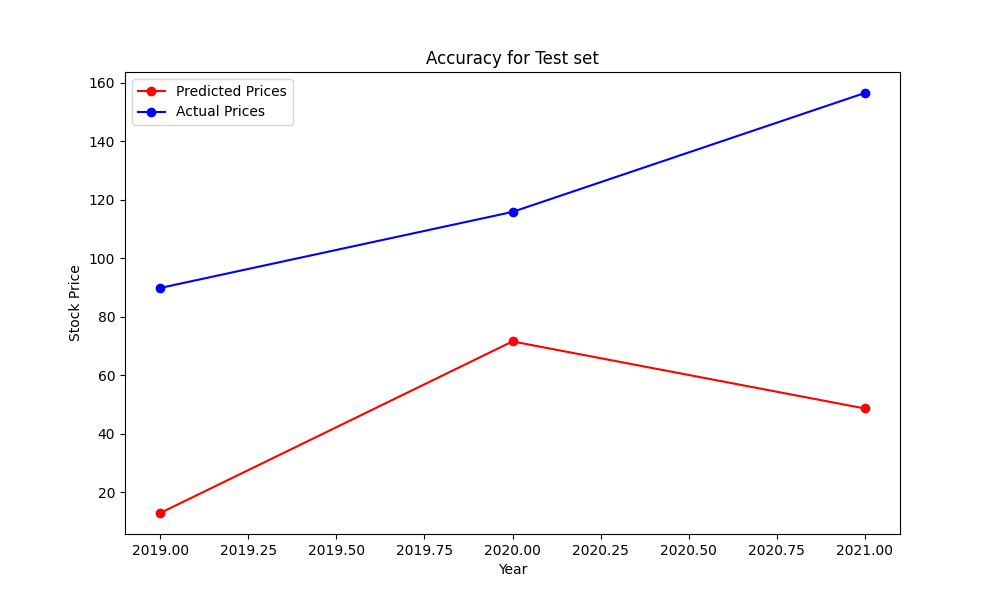 Accuracy for Test set
Predicted Prices
Actual Prices
160
140
120
100
80
60
40
20
Stock Price
2019.00 2019.25 2019.50 2019.75 2020.00 2020.25 2020.50 2020.75 2021.00
Year